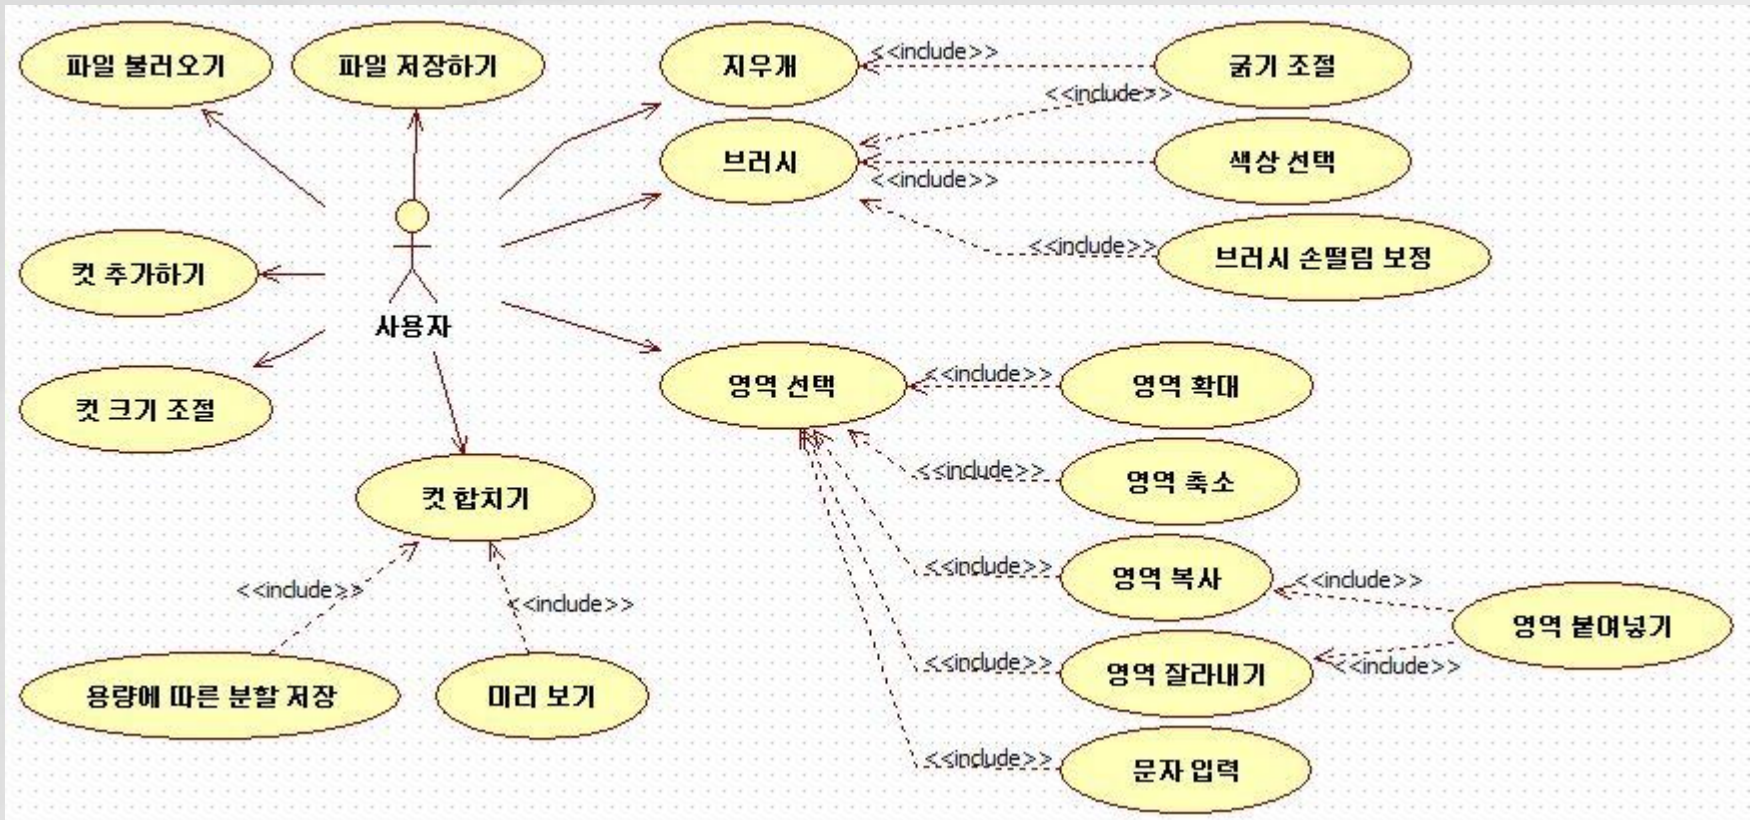 파일 불러오기
파일 저장하기
지우개
<<include>>
굵기 조절
<<include>>
브러시
색상 선택
<<include>>
<<include>>
브러시 손떨림 보정
컷 추가하기
사용자
컷 크기 조절
영역 선택
<<include>>
영역 확대
<<include>>
영역 축소
컷 합치기
<<include>>
영역 복사
<<include>>
영역 붙여넣기
<<include>>
<<include>>
<<include>>
영역 잘라내기
<<include>>
용량에 따른 분할 저장
미리 보기
<<include>>
문자 입력